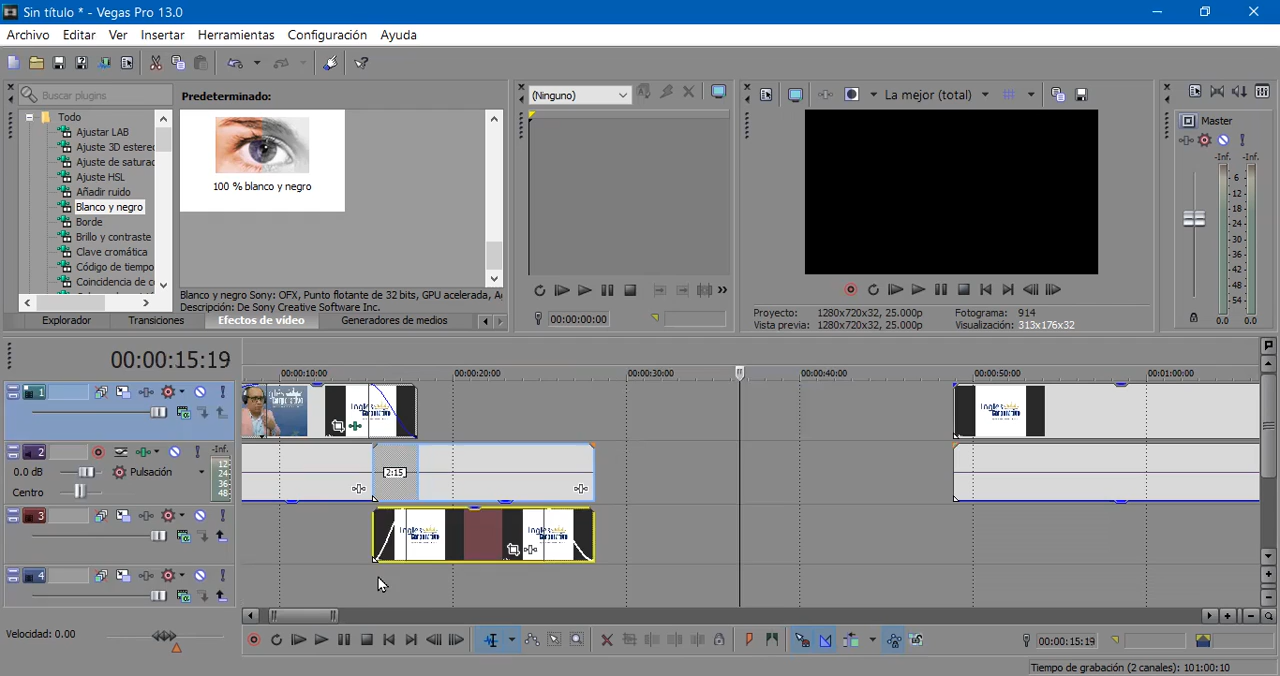 Sin título * - Vegas Pro 13.0
Archivo Editar Ver Insertar Herramientas Configuración Ayuda
Buscar plugins
Predeterminado:
(Ninguno)
La mejor (total)
Todo
Ajustar LAB
Ajuste 3D estereo
Ajuste de saturac
Ajuste HSL
Añadir ruido
Blanco y negro
Borde
Brillo y contraste
Clave cromática
Código de tiempo
Coincidencia de c
100 % blanco y negro
Blanco y negro Sony: OFX, Punto flotante de 32 bits, GPU acelerada, A
Descripción: De Sony Creative Software Inc.
Explorador Transiciones Efectos de vídeo Generadores de medios
00:00:00:00
Proyecto: 1280x720x32, 25.000p Fotograma: 914
Vista previa: 1280x720x32, 25.000p Visualización: 313x176x32
Master
-Inf. -Inf.
6
12
18
24
30
36
42
48
54
0.0 0.0
00:00:15:19
00:00:10:00 00:00:20:00 00:00:30:00 00:00:40:00 00:00:50:00 00:01:00:00
1
2
-Inf.
0.0 dB Pulsación
Centro
12
24
36
48
2:15
3
4
Velocidad: 0.00
00:00:15:19
Tiempo de grabación (2 canales): 101:00:10